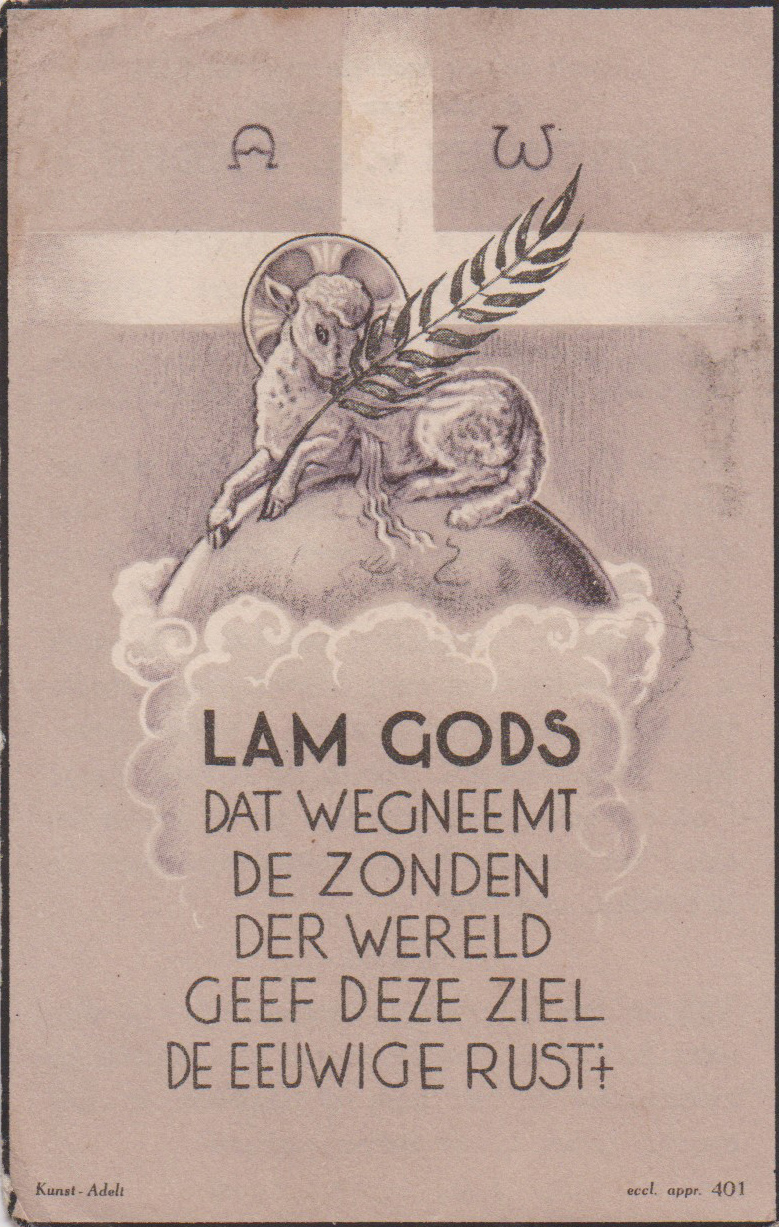 Α ω
LAM GODS
DAT WEGNEEMT
DE ZONDEN
DER WERELD
GEEF DEZE ZIEL
DE EEUWIGE RUST
Kunst-Adelt
eccl. appr. 401